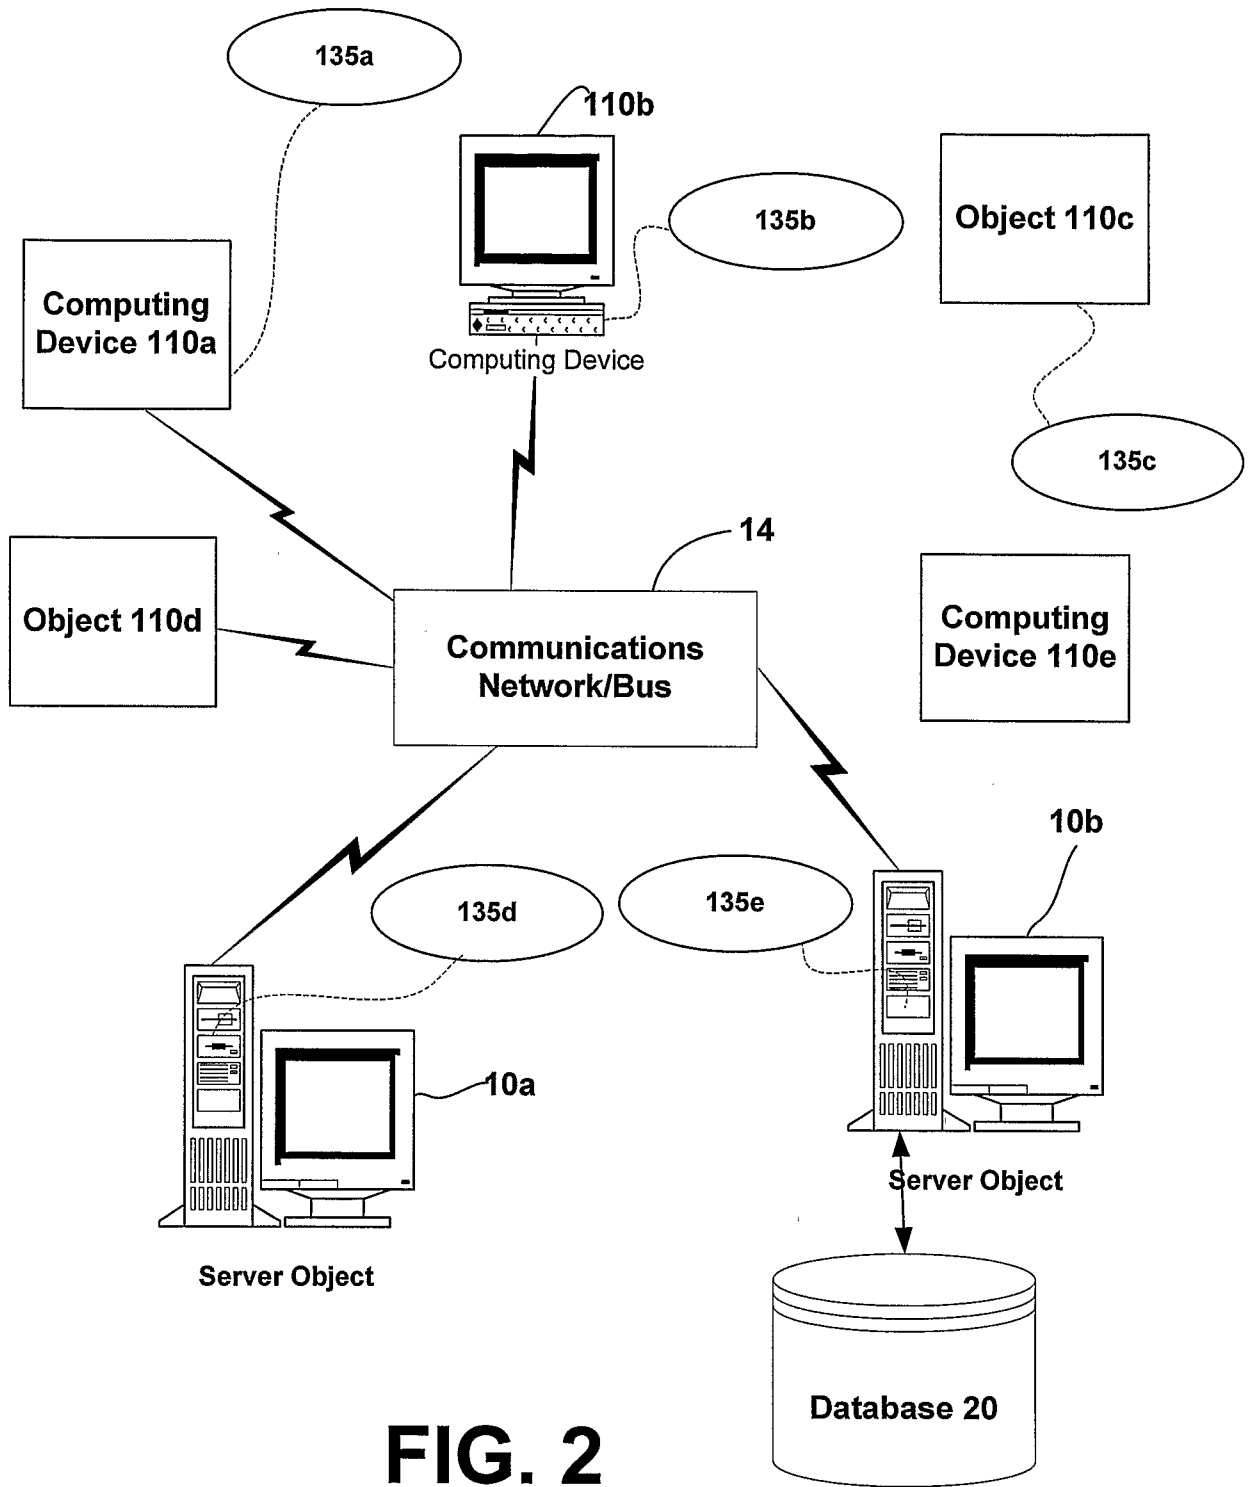 135a
110b
135b
Object 110c
Computing
Device 110a
Computing Device
135c
14
Object 110d
Computing
Device 110e
Communications
Network/Bus
10b
135d
135e
10a
Server Object
Server Object
Database 20
FIG. 2